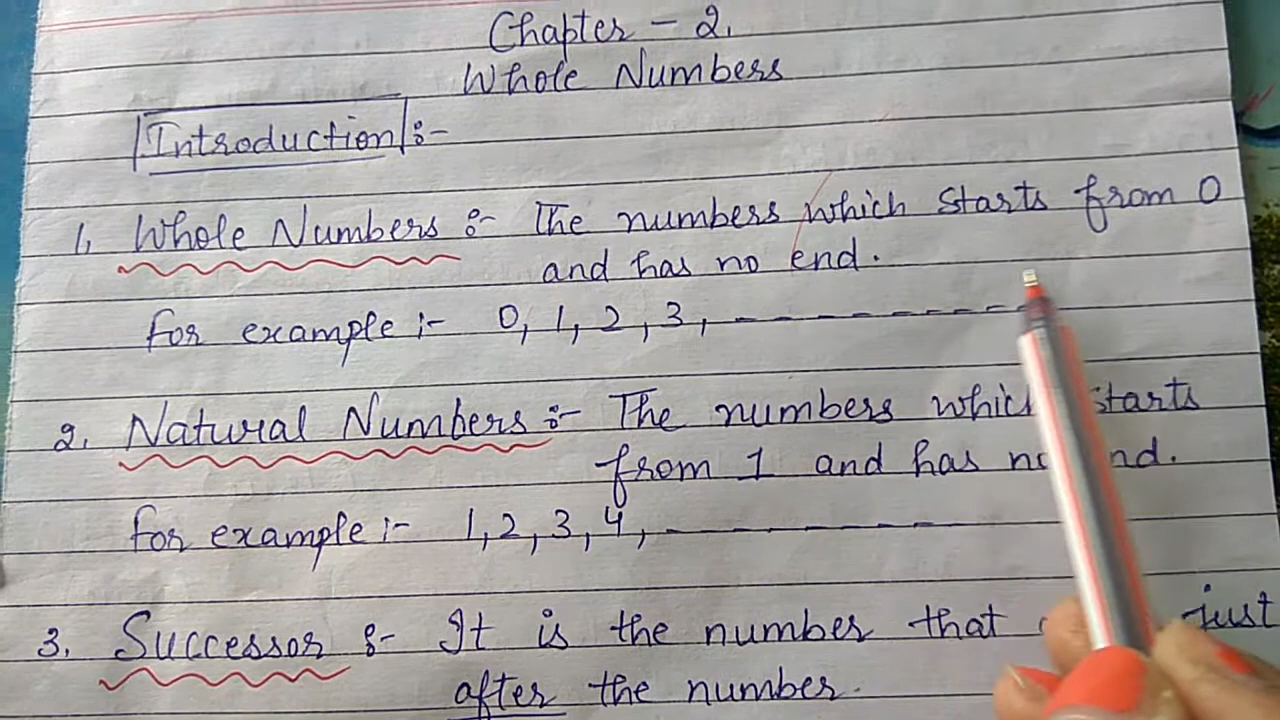 Chapter - 2.
Whole Numbers
Introduction :-
1. Whole Numbers :- The numbers which starts from 0
and has no end.
For example :- 0, 1, 2, 3, ----------
2. Natural Numbers :- The numbers which starts
from 1 and has no end.
For example :- 1, 2, 3, 4, --------
3. Successor :- It is the number that just
after the number.